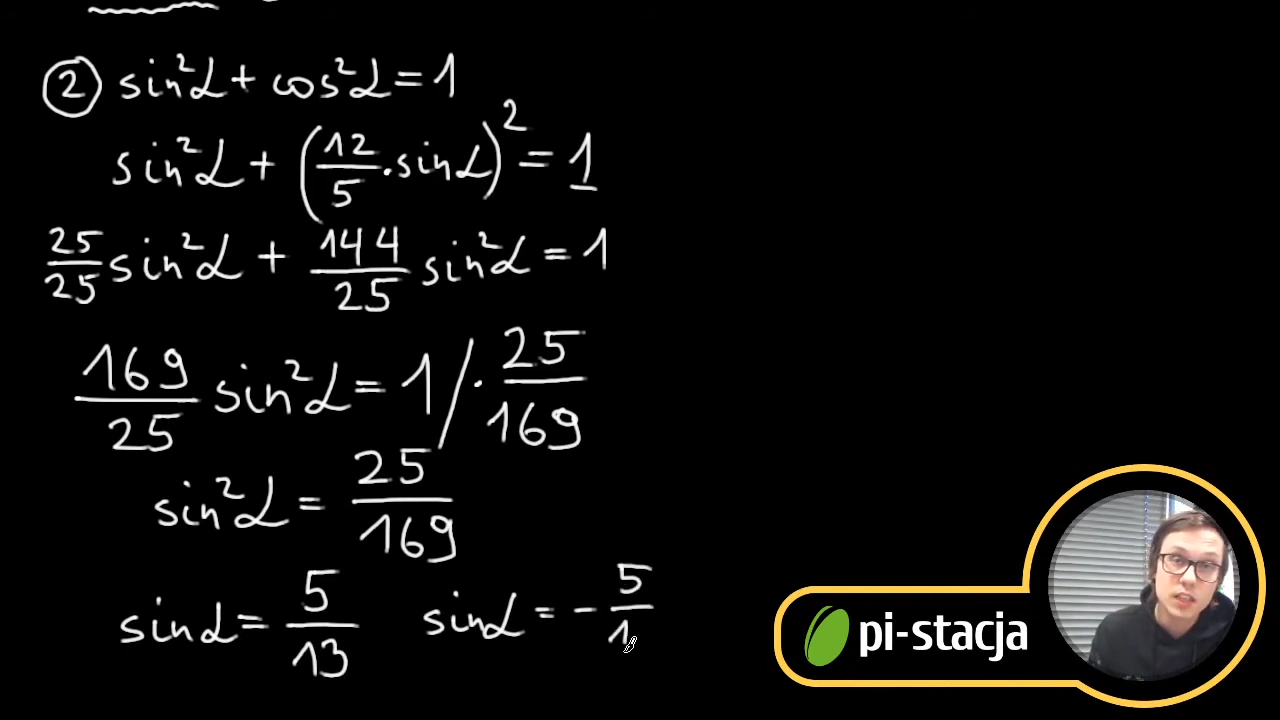 ② sin²α + cos²α = 1
sin²α + (12/5 · sinα)² = 1
25/25 sin²α + 144/25 sin²α = 1
169/25 sin²α = 1 / · 25/169
sin²α = 25/169
sinα = 5/13 sinα = - 5/1
pi-stacja